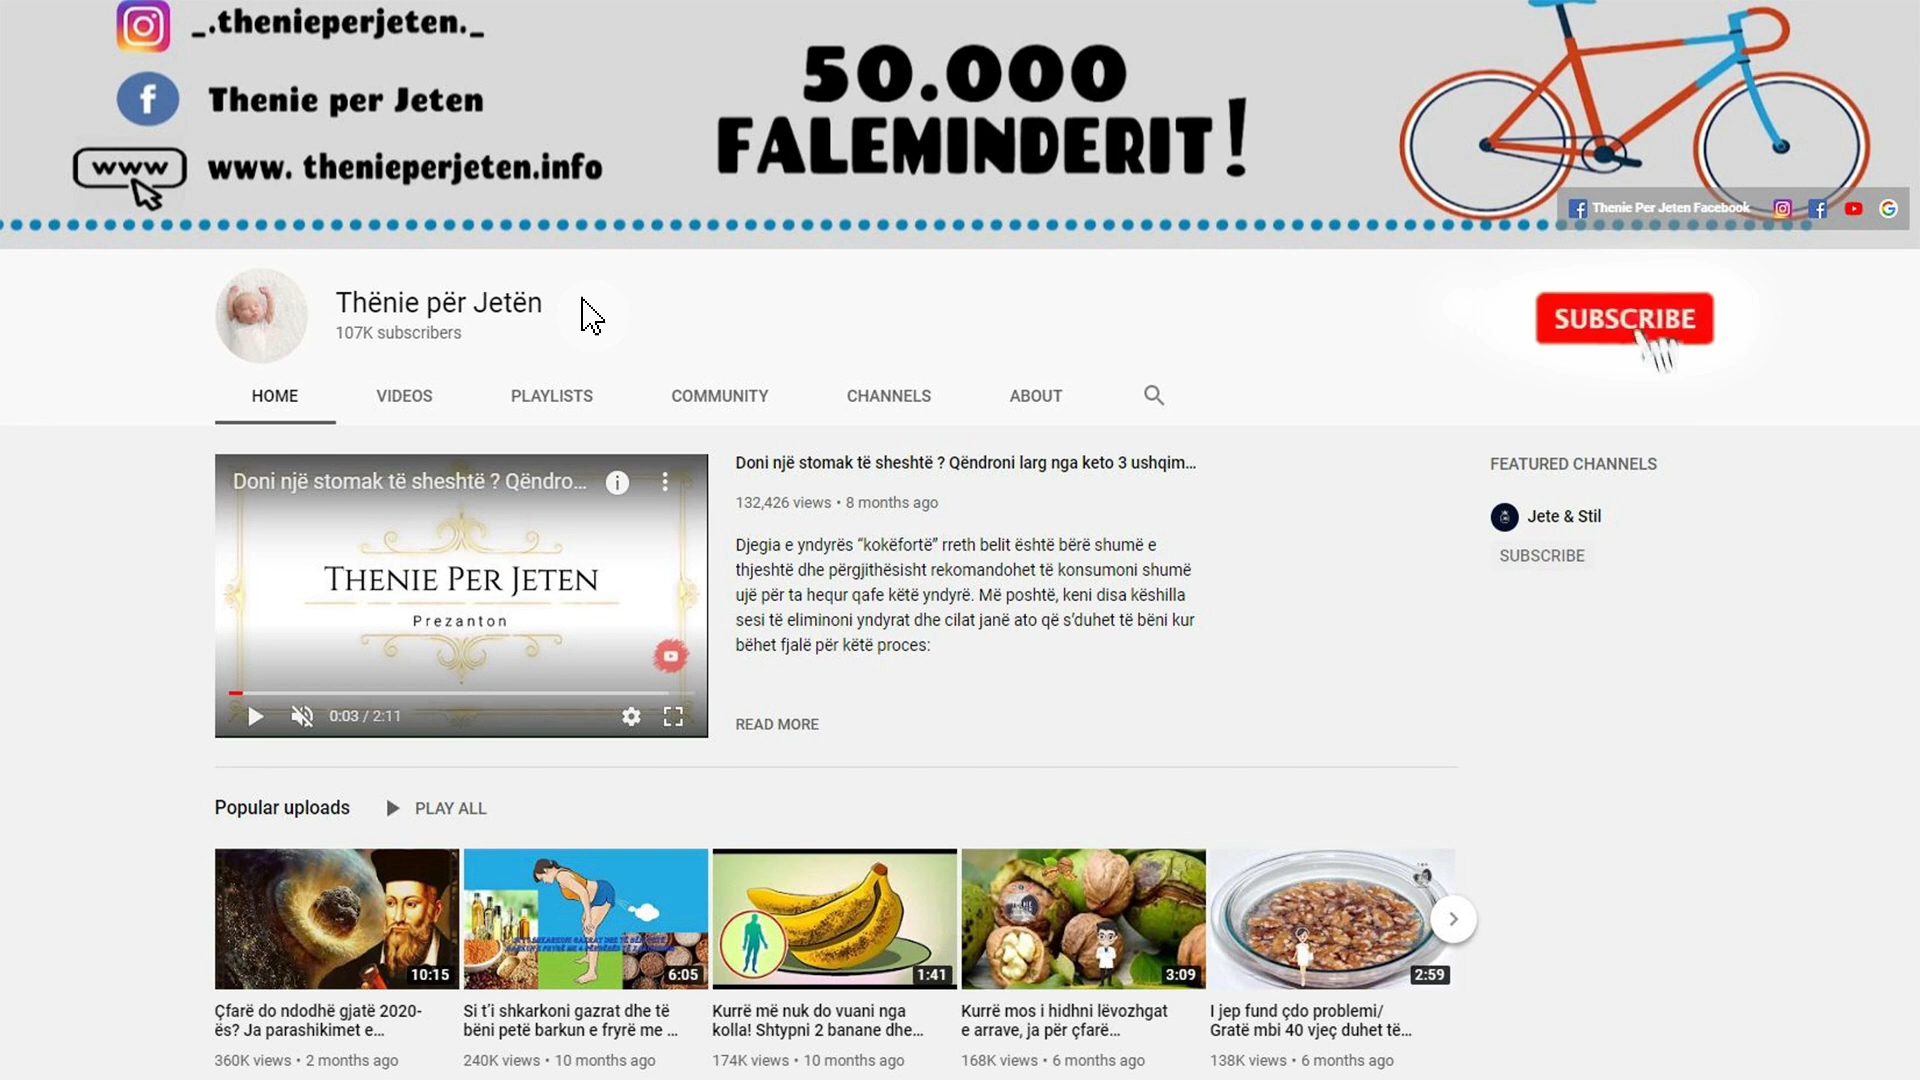 _.thenieperjeten._
Thenie per Jeten
www
www. thenieperjeten.info
50.000
FALEMINDERIT!
Thenie Per Jeten Facebook
Thënie për Jetën
107K subscribers
SUBSCRIBE
HOME
VIDEOS
PLAYLISTS
COMMUNITY
CHANNELS
ABOUT
Doni një stomak të sheshtë ? Qëndro...
THENIE PER JETEN
Prezanton
0:03 / 2:11
Doni një stomak të sheshtë ? Qëndroni larg nga keto 3 ushqim...
132,426 views • 8 months ago
Djegia e yndyrës “kokëfortë” rreth belit është bërë shumë e
thjeshtë dhe përgjithësisht rekomandohet të konsumoni shumë
ujë për ta hequr qafe këtë yndyrë. Më poshtë, keni disa këshilla
sesi të eliminoni yndyrat dhe cilat janë ato që s’duhet të bëni kur
bëhet fjalë për këtë proces:
READ MORE
FEATURED CHANNELS
Jete & Stil
SUBSCRIBE
Popular uploads
PLAY ALL
10:15
6:05
1:41
3:09
2:59
Çfarë do ndodhë gjatë 2020-
ës? Ja parashikimet e...
360K views • 2 months ago
Si t’i shkarkoni gazrat dhe të
bëni petë barkun e fryrë me ...
240K views • 10 months ago
Kurrë më nuk do vuani nga
kolla! Shtypni 2 banane dhe...
174K views • 10 months ago
Kurrë mos i hidhni lëvozhgat
e arrave, ja për çfarë...
168K views • 6 months ago
I jep fund çdo problemi/
Gratë mbi 40 vjeç duhet të...
138K views • 6 months ago